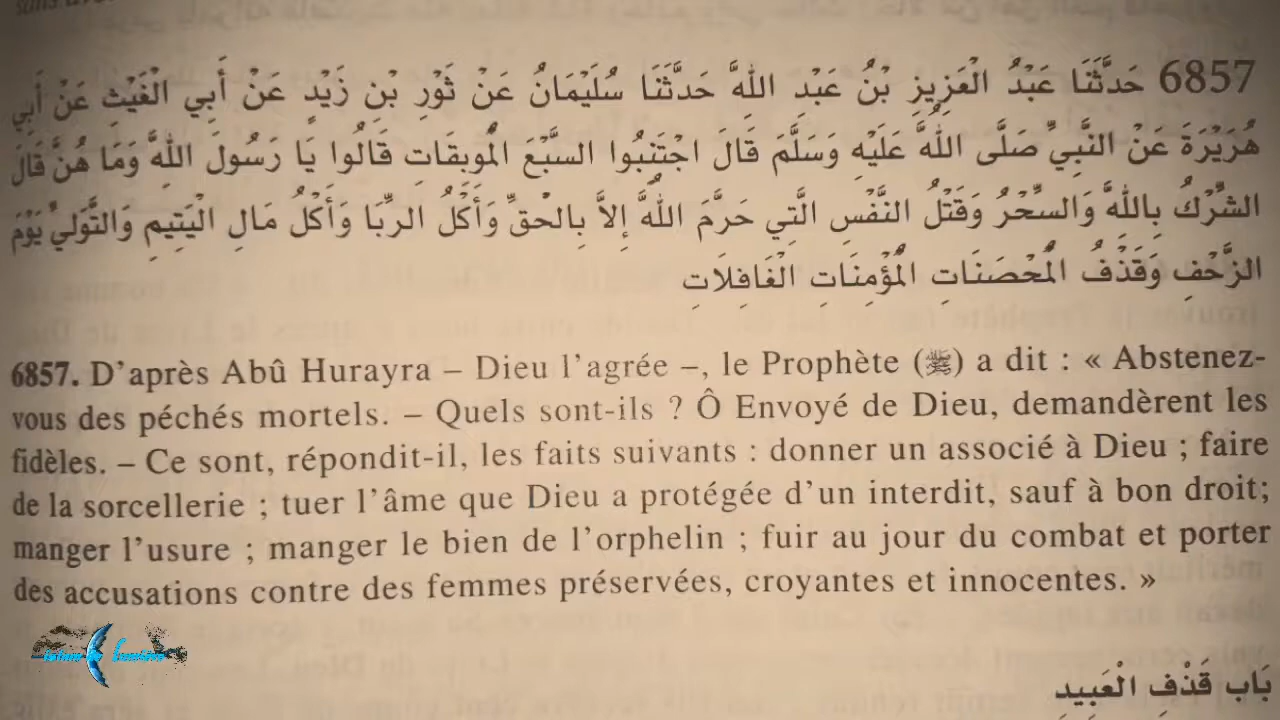 6857 حَدَّثَنَا عَبْدُ الْعَزِيزِ بْنُ عَبْدِ اللَّهِ حَدَّثَنَا سُلَيْمَانُ عَنْ ثَوْرِ بْنِ زَيْدٍ عَنْ أَبِي الْغَيْثِ عَنْ أَبِي
هُرَيْرَةَ عَنْ النَّبِيِّ صَلَّى اللَّهُ عَلَيْهِ وَسَلَّمَ قَالَ اجْتَنِبُوا السَّبْعَ الْمُوبِقَاتِ قَالُوا يَا رَسُولَ اللَّهِ وَمَا هُنَّ قَالَ
الشِّرْكُ بِاللَّهِ وَالسِّحْرُ وَقَتْلُ النَّفْسِ الَّتِي حَرَّمَ اللَّهُ إِلاَّ بِالْحَقِّ وَأَكْلُ الرِّبَا وَأَكْلُ مَالِ الْيَتِيمِ وَالتَّوَلِّي يَوْمَ
الزَّحْفِ وَقَذْفُ الْمُحْصَنَاتِ الْمُؤْمِنَاتِ الْغَافِلَاتِ
6857. D'après Abû Hurayra – Dieu l'agrée –, le Prophète (ﷺ) a dit : « Abstenez-
vous des péchés mortels. – Quels sont-ils ? Ô Envoyé de Dieu, demandèrent les
fidèles. – Ce sont, répondit-il, les faits suivants : donner un associé à Dieu ; faire
de la sorcellerie ; tuer l'âme que Dieu a protégée d'un interdit, sauf à bon droit;
manger l'usure ; manger le bien de l'orphelin ; fuir au jour du combat et porter
des accusations contre des femmes préservées, croyantes et innocentes. »
بَاب قَذْفِ الْعَبِيدِ